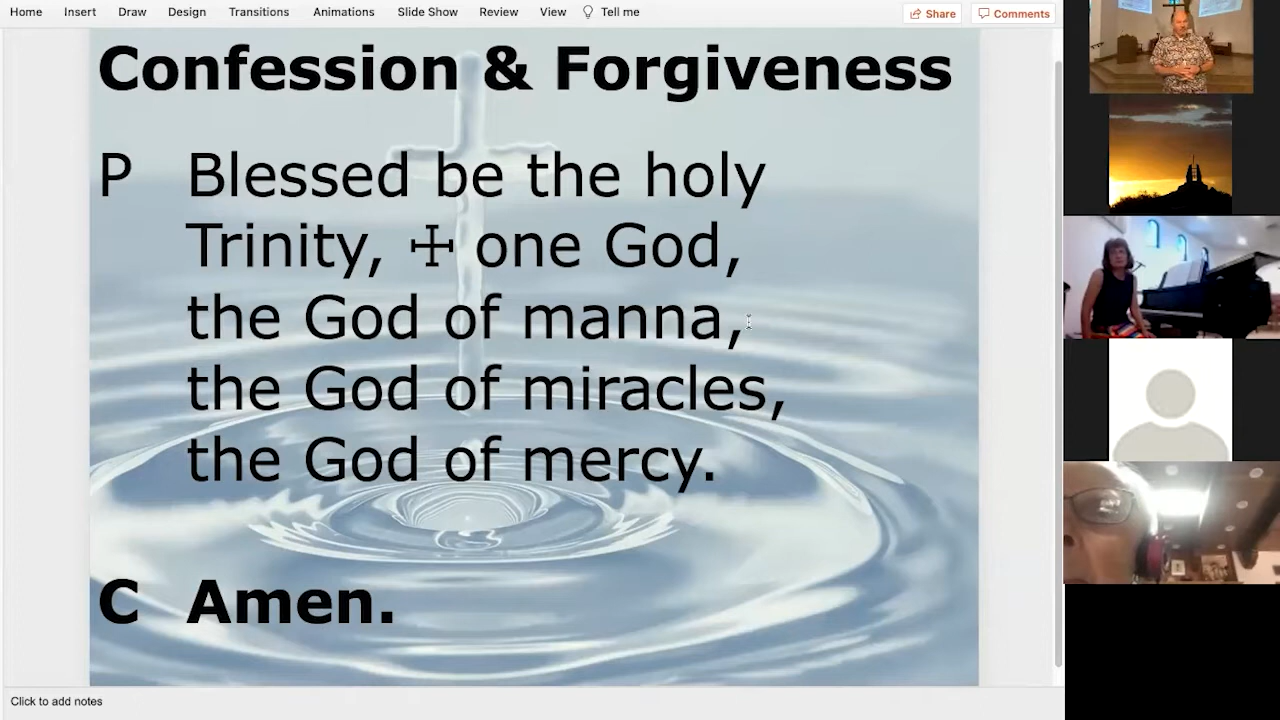 Home Insert Draw Design Transitions Animations Slide Show Review View Tell me Share Comments
Confession & Forgiveness
P Blessed be the holy
Trinity, ☩ one God,
the God of manna,
the God of miracles,
the God of mercy.
C Amen.
Click to add notes